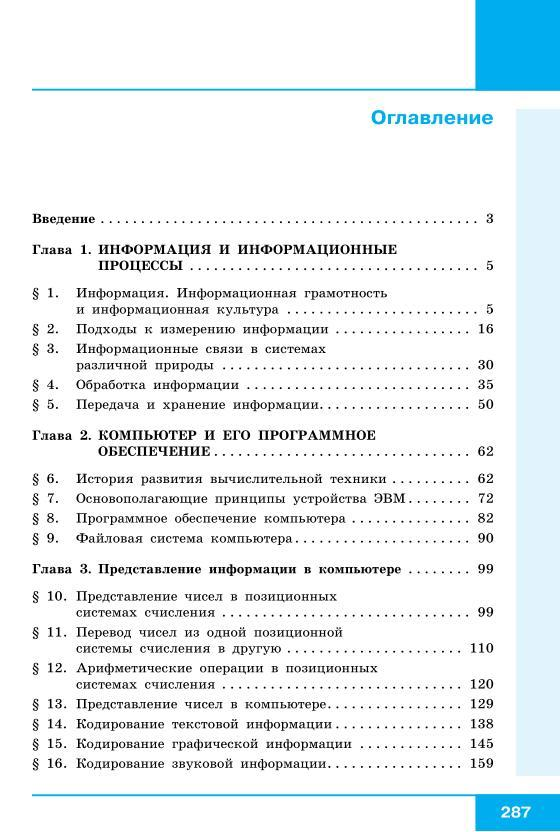 Оглавление
Введение . . . . . . . . . . . . . . . . . . . . . . . . . . . . . . . . . . . . . . . . . . . . . . 3
Глава 1. ИНФОРМАЦИЯ И ИНФОРМАЦИОННЫЕ
ПРОЦЕССЫ . . . . . . . . . . . . . . . . . . . . . . . . . . . . . . . . . . . 5
§ 1. Информация. Информационная грамотность
и информационная культура . . . . . . . . . . . . . . . . . . . . . . . 5
§ 2. Подходы к измерению информации . . . . . . . . . . . . . . . . . 16
§ 3. Информационные связи в системах
различной природы . . . . . . . . . . . . . . . . . . . . . . . . . . . . . . 30
§ 4. Обработка информации . . . . . . . . . . . . . . . . . . . . . . . . . . . 35
§ 5. Передача и хранение информации. . . . . . . . . . . . . . . . . . . 50
Глава 2. КОМПЬЮТЕР И ЕГО ПРОГРАММНОЕ
ОБЕСПЕЧЕНИЕ . . . . . . . . . . . . . . . . . . . . . . . . . . . . . . . . 62
§ 6. История развития вычислительной техники . . . . . . . . . . 62
§ 7. Основополагающие принципы устройства ЭВМ. . . . . . . . 72
§ 8. Программное обеспечение компьютера . . . . . . . . . . . . . . . 82
§ 9. Файловая система компьютера. . . . . . . . . . . . . . . . . . . . . . 90
Глава 3. Представление информации в компьютере . . . . . . . . 99
§ 10. Представление чисел в позиционных
системах счисления . . . . . . . . . . . . . . . . . . . . . . . . . . . . . . 99
§ 11. Перевод чисел из одной позиционной
системы счисления в другую . . . . . . . . . . . . . . . . . . . . . . 110
§ 12. Арифметические операции в позиционных
системах счисления . . . . . . . . . . . . . . . . . . . . . . . . . . . . . . 120
§ 13. Представление чисел в компьютере. . . . . . . . . . . . . . . . . 129
§ 14. Кодирование текстовой информации . . . . . . . . . . . . . . . . 138
§ 15. Кодирование графической информации . . . . . . . . . . . . . 145
§ 16. Кодирование звуковой информации. . . . . . . . . . . . . . . . . 159
287